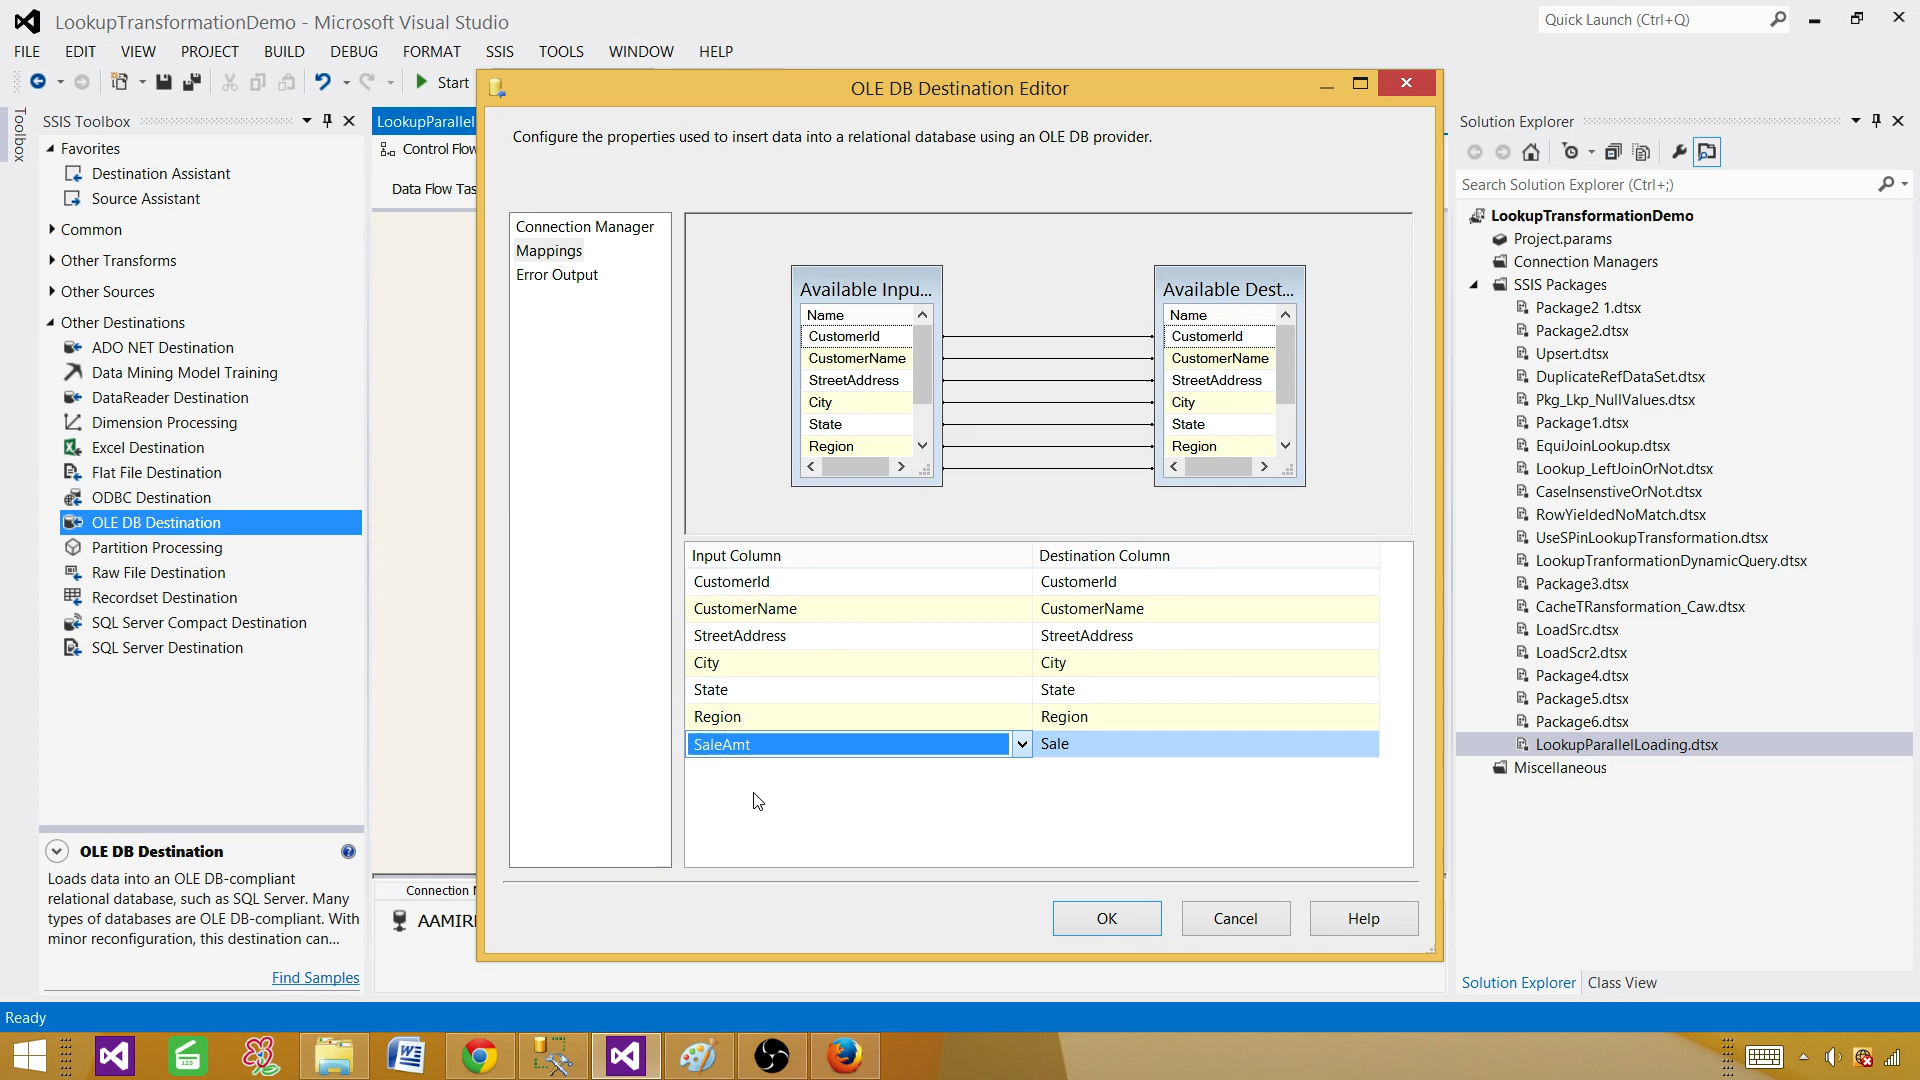 LookupTransformationDemo - Microsoft Visual Studio
Quick Launch (Ctrl+Q)
FILE EDIT VIEW PROJECT BUILD DEBUG FORMAT SSIS TOOLS WINDOW HELP
Start
Toolbox
SSIS Toolbox
Favorites
Destination Assistant
Source Assistant
Common
Other Transforms
Other Sources
Other Destinations
ADO NET Destination
Data Mining Model Training
DataReader Destination
Dimension Processing
Excel Destination
Flat File Destination
ODBC Destination
OLE DB Destination
Partition Processing
Raw File Destination
Recordset Destination
SQL Server Compact Destination
SQL Server Destination
OLE DB Destination
Loads data into an OLE DB-compliant
relational database, such as SQL Server. Many
types of databases are OLE DB-compliant. With
minor reconfiguration, this destination can...
Find Samples
LookupParallel
Control Flow
Data Flow Tas
Connection
AAMIR
OLE DB Destination Editor
Configure the properties used to insert data into a relational database using an OLE DB provider.
Connection Manager
Mappings
Error Output
Available Inpu...
Name
CustomerId
CustomerName
StreetAddress
City
State
Region
Available Dest...
Name
CustomerId
CustomerName
StreetAddress
City
State
Region
Input Column Destination Column
CustomerId CustomerId
CustomerName CustomerName
StreetAddress StreetAddress
City City
State State
Region Region
SaleAmt Sale
OK Cancel Help
Solution Explorer
Search Solution Explorer (Ctrl+;)
LookupTransformationDemo
Project.params
Connection Managers
SSIS Packages
Package2 1.dtsx
Package2.dtsx
Upsert.dtsx
DuplicateRefDataSet.dtsx
Pkg_Lkp_NullValues.dtsx
Package1.dtsx
EquiJoinLookup.dtsx
Lookup_LeftJoinOrNot.dtsx
CaseInsenstiveOrNot.dtsx
RowYieldedNoMatch.dtsx
UseSPinLookupTransformation.dtsx
LookupTranformationDynamicQuery.dtsx
Package3.dtsx
CacheTRansformation_Caw.dtsx
LoadSrc.dtsx
LoadScr2.dtsx
Package4.dtsx
Package5.dtsx
Package6.dtsx
LookupParallelLoading.dtsx
Miscellaneous
Solution Explorer Class View
Ready